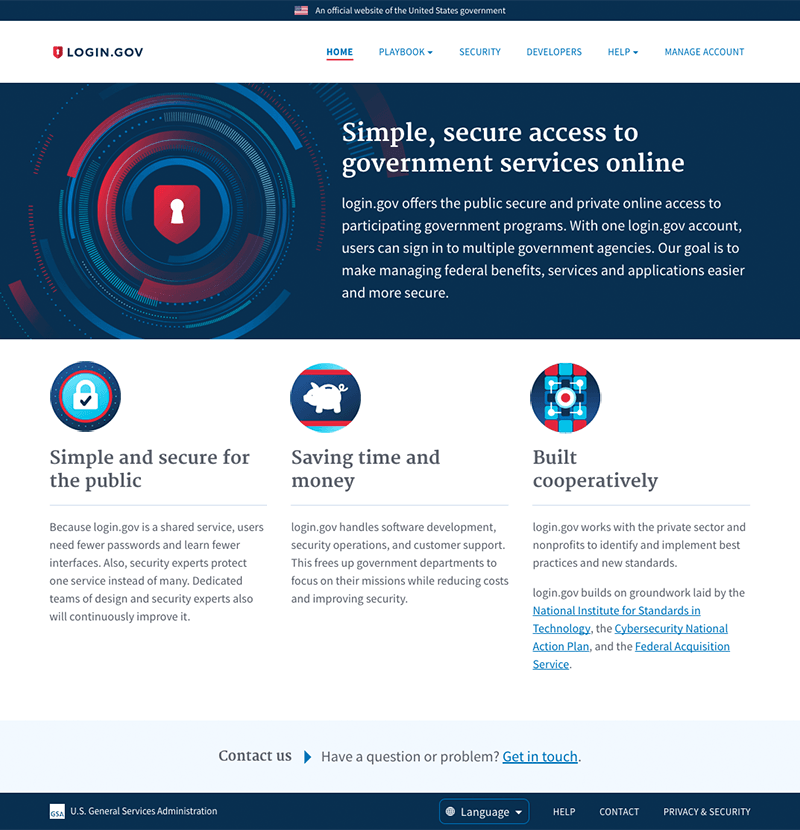 An official website of the United States government
LOGIN.GOV
HOME PLAYBOOK SECURITY DEVELOPERS HELP MANAGE ACCOUNT
Simple, secure access to
government services online
login.gov offers the public secure and private online access to
participating government programs. With one login.gov account,
users can sign in to multiple government agencies. Our goal is to
make managing federal benefits, services and applications easier
and more secure.
Simple and secure for
the public
Because login.gov is a shared service, users
need fewer passwords and learn fewer
interfaces. Also, security experts protect
one service instead of many. Dedicated
teams of design and security experts also
will continuously improve it.
Saving time and
money
login.gov handles software development,
security operations, and customer support.
This frees up government departments to
focus on their missions while reducing costs
and improving security.
Built
cooperatively
login.gov works with the private sector and
nonprofits to identify and implement best
practices and new standards.
login.gov builds on groundwork laid by the
National Institute for Standards in
Technology, the Cybersecurity National
Action Plan, and the Federal Acquisition
Service.
Contact us Have a question or problem? Get in touch.
GSA U.S. General Services Administration
Language HELP CONTACT PRIVACY & SECURITY